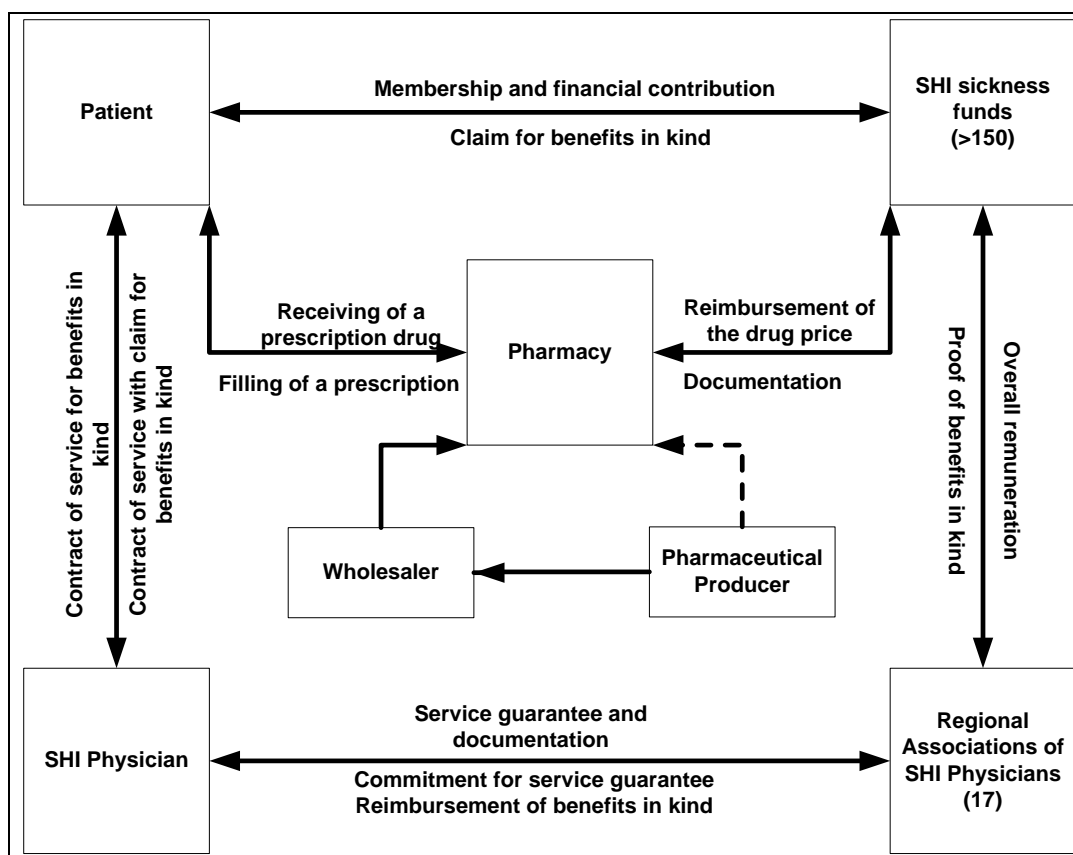 Patient
Membership and financial contribution
Claim for benefits in kind
SHI sickness
funds
(>150)
Contract of service for benefits in
kind
Contract of service with claim for
benefits in kind
Receiving of a
prescription drug
Filling of a prescription
Pharmacy
Reimbursement of
the drug price
Documentation
Proof of benefits in kind
Overall remuneration
Wholesaler
Pharmaceutical
Producer
SHI Physician
Service guarantee and
documentation
Commitment for service guarantee
Reimbursement of benefits in kind
Regional
Associations of
SHI Physicians
(17)